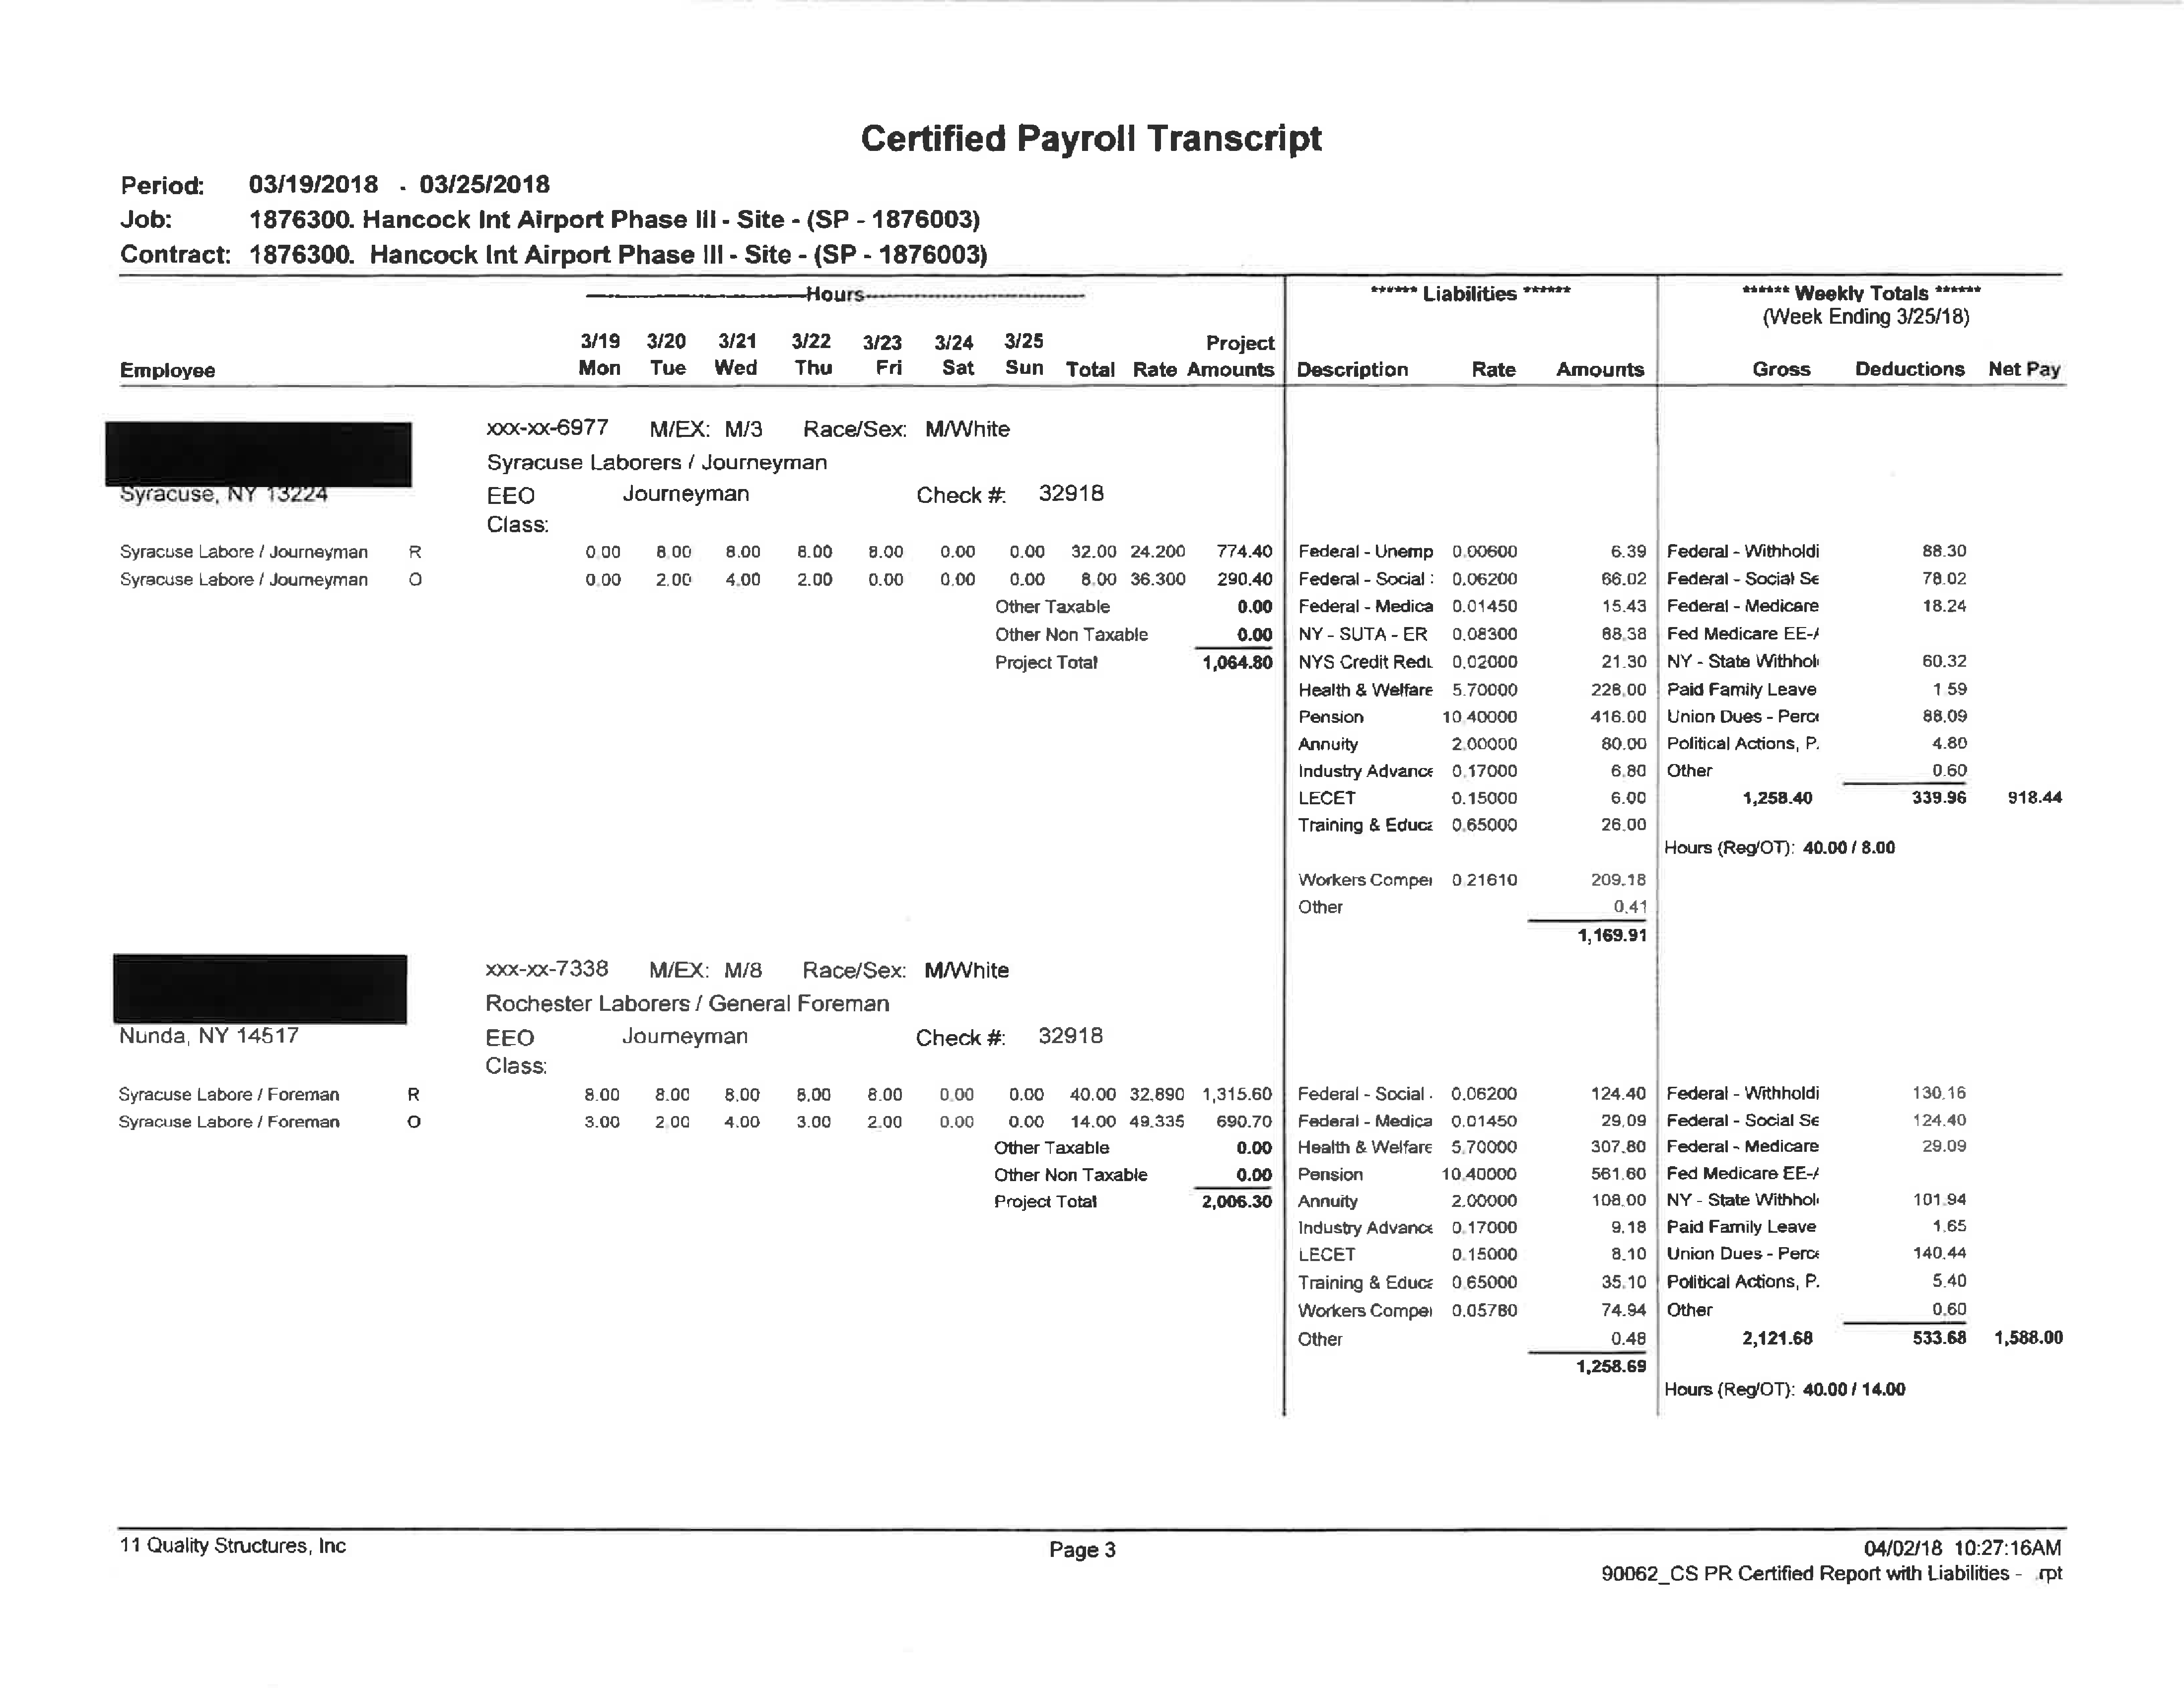 Certified Payroll Transcript
Period: 03/19/2018 - 03/25/2018
Job: 1876300. Hancock Int Airport Phase III - Site - (SP - 1876003)
Contract: 1876300. Hancock Int Airport Phase III - Site - (SP - 1876003)
Hours ****** Liabilities ****** ****** Weekly Totals ******
(Week Ending 3/25/18)
3/19 3/20 3/21 3/22 3/23 3/24 3/25 Project
Employee Mon Tue Wed Thu Fri Sat Sun Total Rate Amounts Description Rate Amounts Gross Deductions Net Pay
xxx-xx-6977 M/EX: M/3 Race/Sex: M/White
Syracuse Laborers / Journeyman
Syracuse, NY 13224 EEO Journeyman Check #: 32918
Class:
Syracuse Labore / Journeyman R 0.00 8.00 8.00 8.00 8.00 0.00 0.00 32.00 24.200 774.40 Federal - Unemp 0.00600 6.39 Federal - Withholdi 88.30
Syracuse Labore / Journeyman O 0.00 2.00 4.00 2.00 0.00 0.00 0.00 8.00 36.300 290.40 Federal - Social : 0.06200 66.02 Federal - Social Se 78.02
Other Taxable 0.00 Federal - Medica 0.01450 15.43 Federal - Medicare 18.24
Other Non Taxable 0.00 NY - SUTA - ER 0.08300 88.38 Fed Medicare EE-A
Project Total 1,064.80 NYS Credit Redu 0.02000 21.30 NY - State Withhol 60.32
Health & Welfare 5.70000 228.00 Paid Family Leave 1.59
Pension 10.40000 416.00 Union Dues - Perce 88.09
Annuity 2.00000 80.00 Political Actions, P. 4.80
Industry Advance 0.17000 6.80 Other 0.60
LECET 0.15000 6.00 1,258.40 339.96 918.44
Training & Educa 0.65000 26.00
Hours (Reg/OT): 40.00 / 8.00
Workers Compe 0.21610 209.18
Other 0.41
1,169.91
xxx-xx-7338 M/EX: M/8 Race/Sex: M/White
Rochester Laborers / General Foreman
Nunda, NY 14517 EEO Journeyman Check #: 32918
Class:
Syracuse Labore / Foreman R 8.00 8.00 8.00 8.00 8.00 0.00 0.00 40.00 32.890 1,315.60 Federal - Social . 0.06200 124.40 Federal - Withholdi 130.16
Syracuse Labore / Foreman O 3.00 2.00 4.00 3.00 2.00 0.00 0.00 14.00 49.335 690.70 Federal - Medica 0.01450 29.09 Federal - Social Se 124.40
Other Taxable 0.00 Health & Welfare 5.70000 307.80 Federal - Medicare 29.09
Other Non Taxable 0.00 Pension 10.40000 561.60 Fed Medicare EE-A
Project Total 2,006.30 Annuity 2.00000 108.00 NY - State Withhol 101.94
Industry Advance 0.17000 9.18 Paid Family Leave 1.65
LECET 0.15000 8.10 Union Dues - Perce 140.44
Training & Educa 0.65000 35.10 Political Actions, P. 5.40
Workers Compe 0.05780 74.94 Other 0.60
Other 0.48 2,121.68 533.68 1,588.00
1,258.69
Hours (Reg/OT): 40.00 / 14.00
11 Quality Structures, Inc Page 3 04/02/18 10:27:16AM
90062_CS PR Certified Report with Liabilities - .rpt